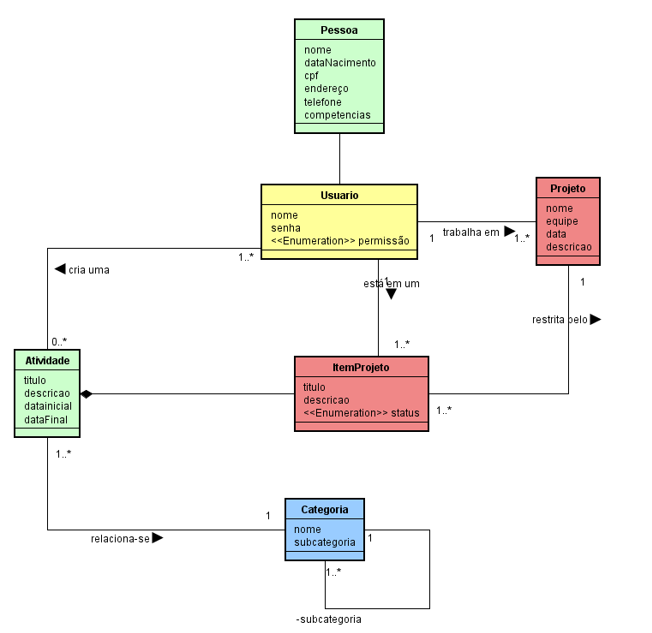 Pessoa
nome
dataNacimento
cpf
endereço
telefone
competencias
Usuario
nome
senha
<<Enumeration>> permissão
Projeto
nome
equipe
data
descricao
1
trabalha em
1..*
1..*
cria uma
1
está em um
1
restrita pelo
0..*
1..*
Atividade
titulo
descricao
datainicial
dataFinal
ItemProjeto
titulo
descricao
<<Enumeration>> status
1..*
1..*
1
relaciona-se
Categoria
nome
subcategoria
1
1..*
-subcategoria